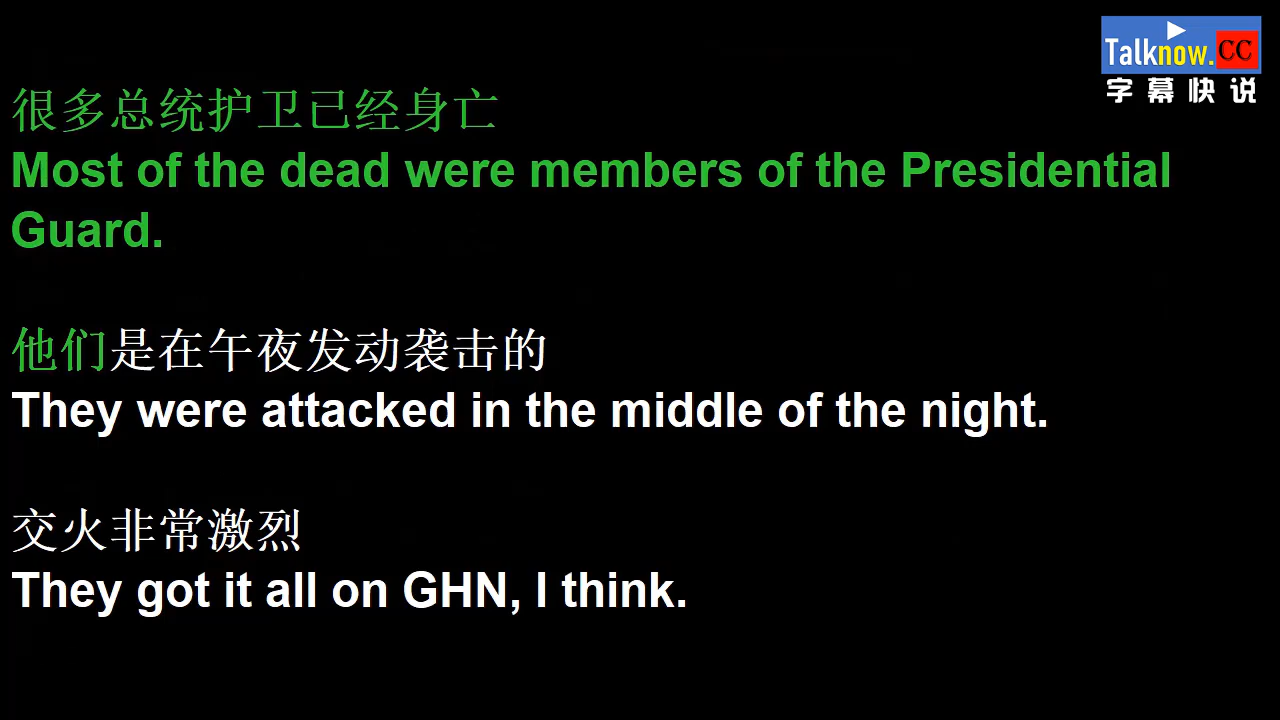 Talknow.CC
字幕快说
很多总统护卫已经身亡
Most of the dead were members of the Presidential
Guard.
他们是在午夜发动袭击的
They were attacked in the middle of the night.
交火非常激烈
They got it all on GHN, I think.